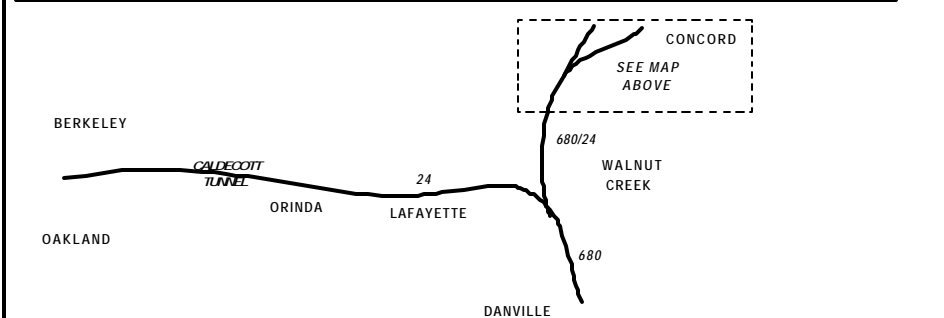 CONCORD
SEE MAP
ABOVE
BERKELEY
680/24
CALDECOTT
TUNNEL
WALNUT
CREEK
24
ORINDA
LAFAYETTE
OAKLAND
680
DANVILLE